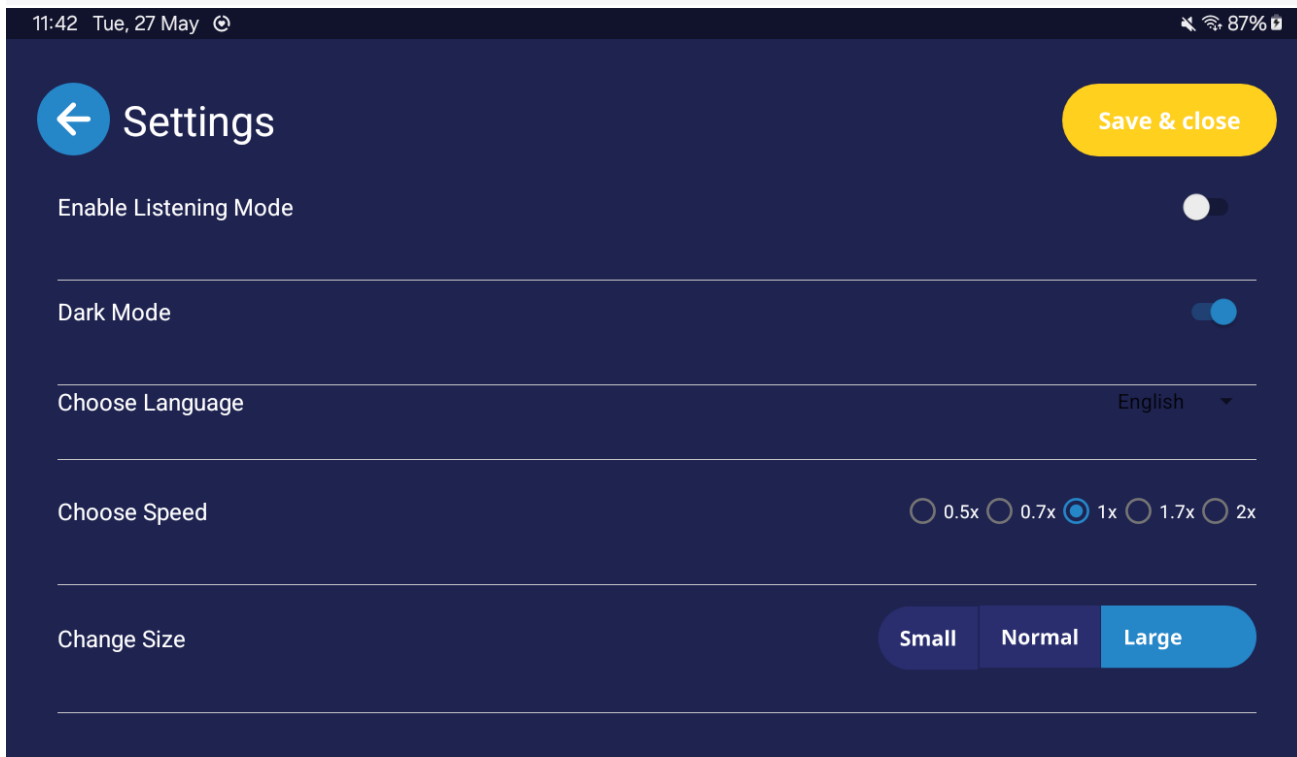 11:42 Tue, 27 May 87%
Settings Save & close
Enable Listening Mode
Dark Mode
Choose Language English
Choose Speed 0.5x 0.7x 1x 1.7x 2x
Change Size Small Normal Large